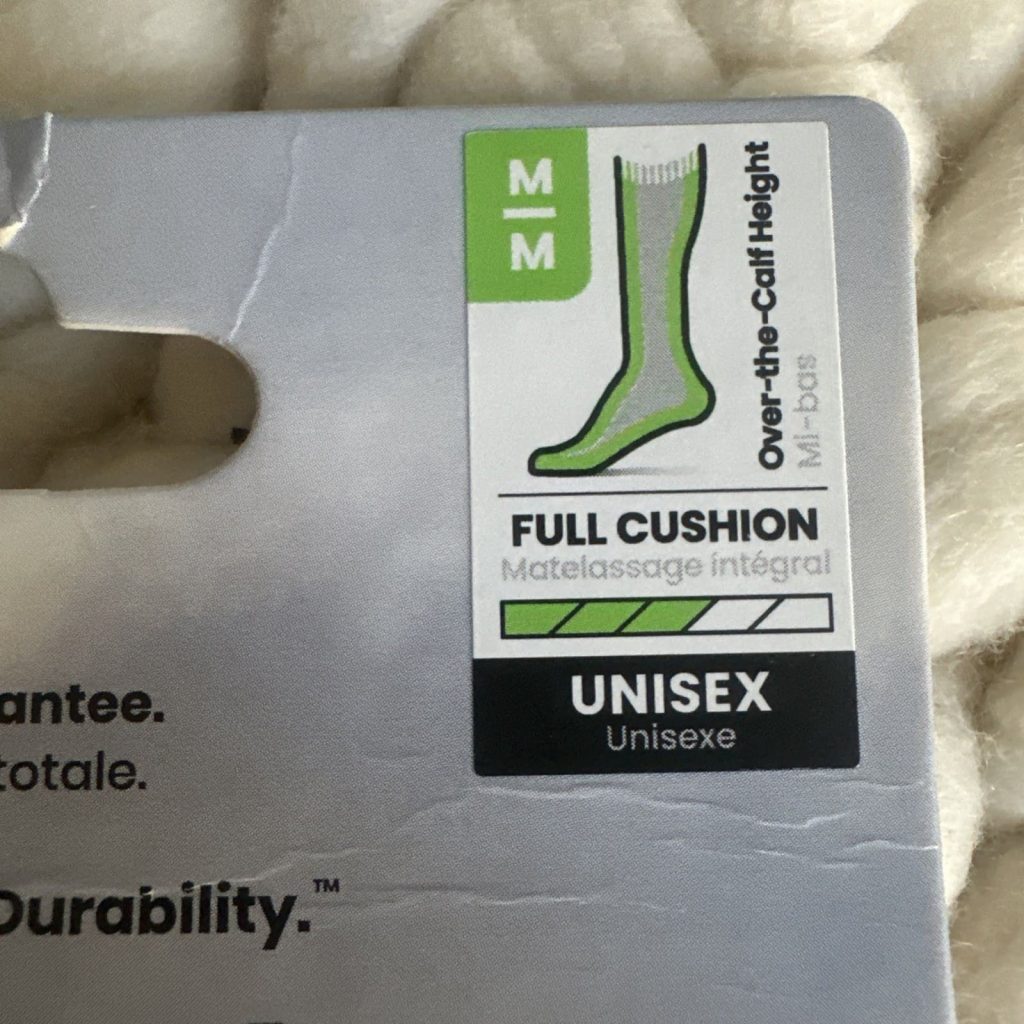 M
M
Over-the-Calf Height
Mi-bas
FULL CUSHION
Matelassage intégral
UNISEX
Unisexe
antee.
totale.
Durability.™